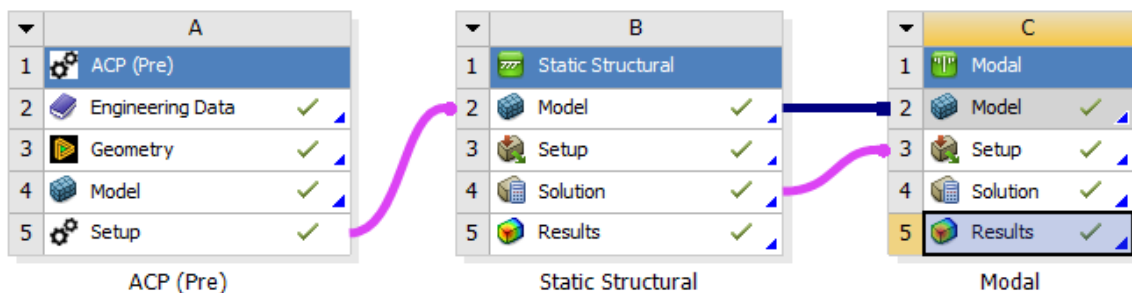 A
1 ACP (Pre)
2 Engineering Data
3 Geometry
4 Model
5 Setup
ACP (Pre)
B
1 Static Structural
2 Model
3 Setup
4 Solution
5 Results
Static Structural
C
1 Modal
2 Model
3 Setup
4 Solution
5 Results
Modal